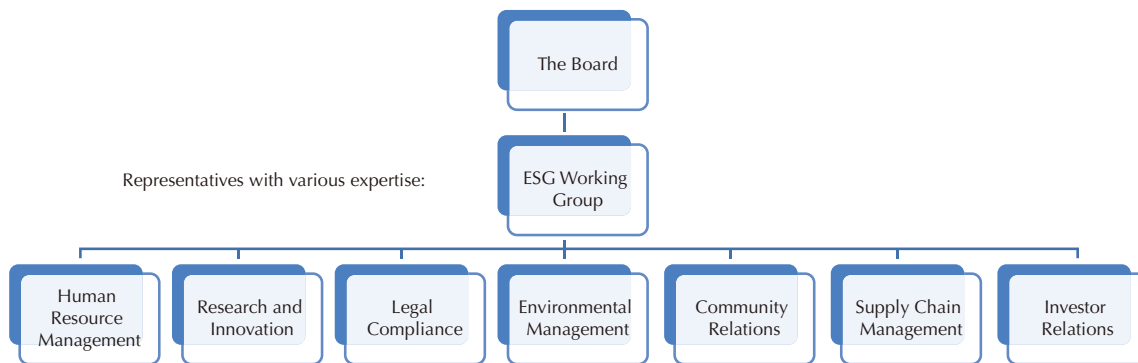 The Board
Representatives with various expertise:
ESG Working
Group
Human
Resource
Management
Research and
Innovation
Legal
Compliance
Environmental
Management
Community
Relations
Supply Chain
Management
Investor
Relations